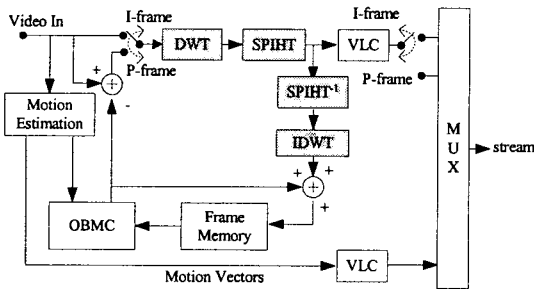 Video In
I-frame
P-frame
+
-
DWT
SPIHT
VLC
I-frame
P-frame
Motion
Estimation
SPIHT⁻¹
IDWT
+
+
+
OBMC
Frame
Memory
MUX
stream
Motion Vectors
VLC